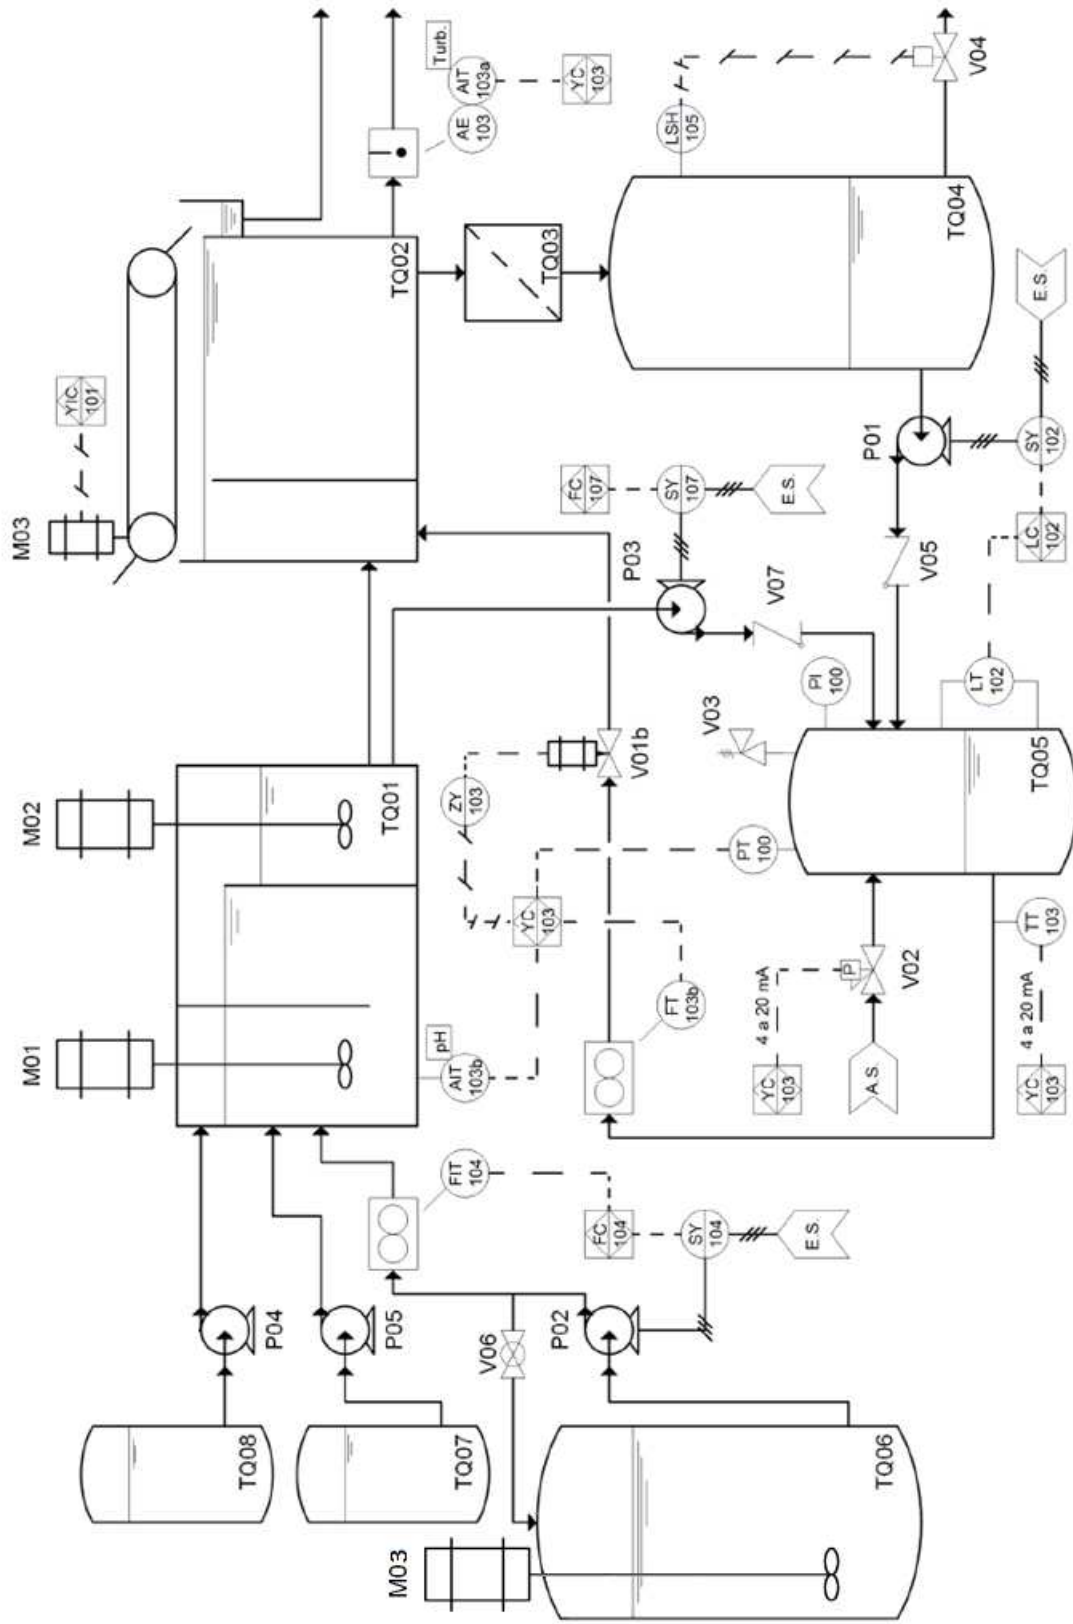 M01
M02
M03
YIC
101
TQ08
P04
P05
TQ07
M03
TQ01
TQ02
pH
AIT
103b
Turb.
AIT
103a
AE
103
YC
103
FIT
104
ZY
103
YC
103
TQ03
V06
P02
FC
104
FC
107
V01b
P03
SY
107
LSH
105
FT
103b
SY
104
V03
PT
100
PI
100
V07
E.S.
E.S.
4 a 20 mA
YC
103
P
V02
A.S.
P01
V05
TQ06
TQ04
V04
LT
102
LC
102
SY
102
E.S.
TQ05
4 a 20 mA
YC
103
TT
103